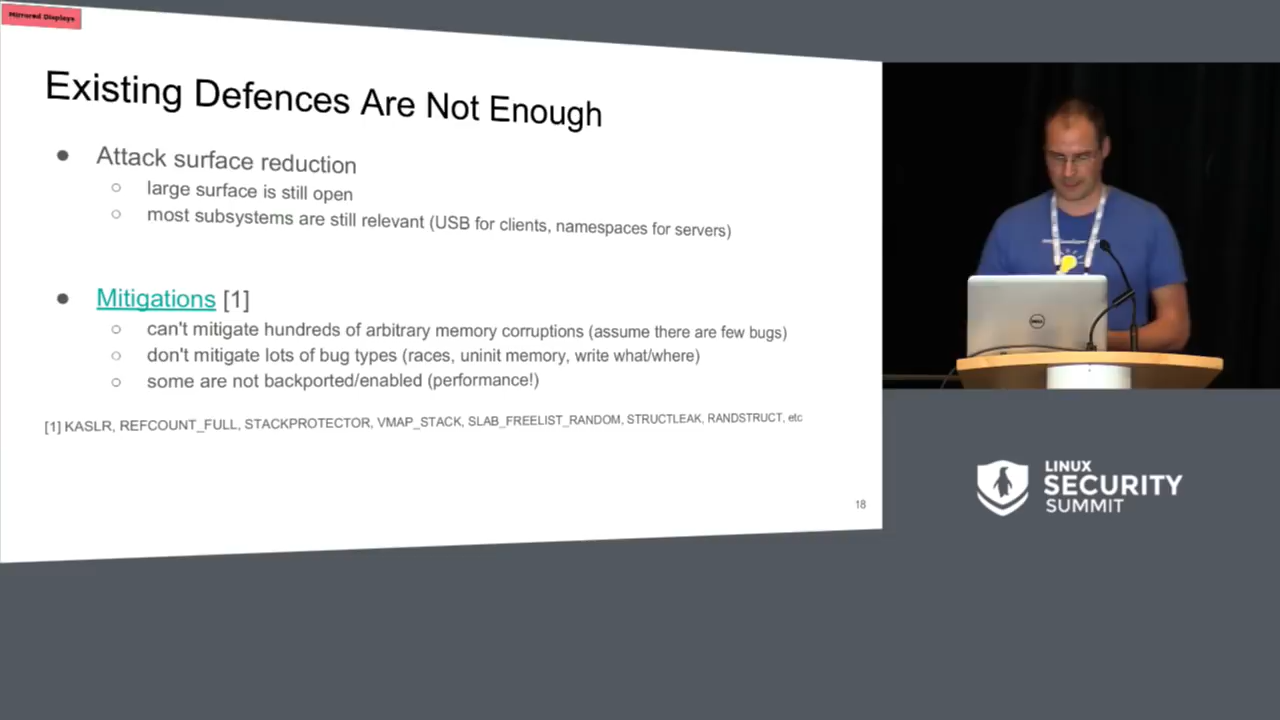 Mirrored Displays
Existing Defences Are Not Enough
● Attack surface reduction
○ large surface is still open
○ most subsystems are still relevant (USB for clients, namespaces for servers)
● Mitigations [1]
○ can't mitigate hundreds of arbitrary memory corruptions (assume there are few bugs)
○ don't mitigate lots of bug types (races, uninit memory, write what/where)
○ some are not backported/enabled (performance!)
[1] KASLR, REFCOUNT_FULL, STACKPROTECTOR, VMAP_STACK, SLAB_FREELIST_RANDOM, STRUCTLEAK, RANDSTRUCT, etc
18
DELL
LINUX
SECURITY
SUMMIT